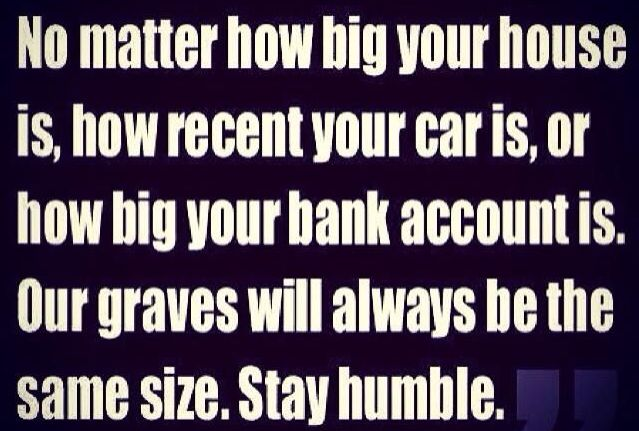 No matter how big your house
is, how recent your car is, or
how big your bank account is.
Our graves will always be the
same size. Stay humble.